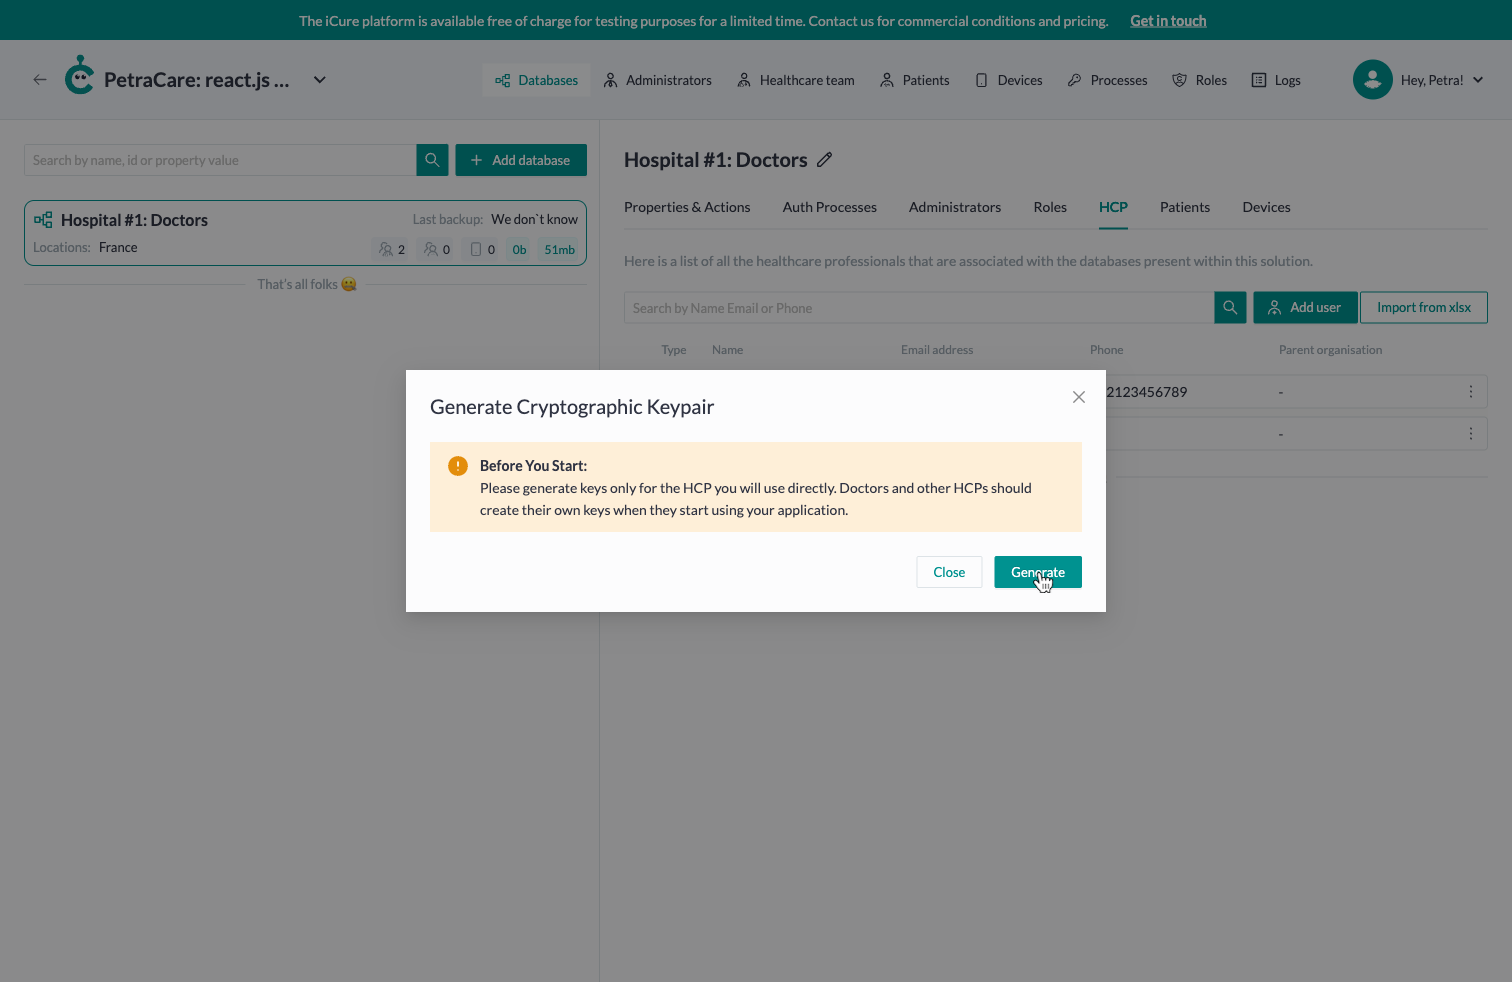 The iCure platform is available free of charge for testing purposes for a limited time. Contact us for commercial conditions and pricing. Get in touch
PetraCare: react.js ...
Databases Administrators Healthcare team Patients Devices Processes Roles Logs
Hey, Petra!
Search by name, id or property value
Add database
Hospital #1: Doctors
Last backup: We don`t know
Locations: France
2 0 0 0b 51mb
That's all folks
Hospital #1: Doctors
Properties & Actions Auth Processes Administrators Roles HCP Patients Devices
Here is a list of all the healthcare professionals that are associated with the databases present within this solution.
Search by Name Email or Phone
Add user
Import from xlsx
Type Name Email address Phone Parent organisation
2123456789 -
-
Generate Cryptographic Keypair
Before You Start:
Please generate keys only for the HCP you will use directly. Doctors and other HCPs should
create their own keys when they start using your application.
Close Generate